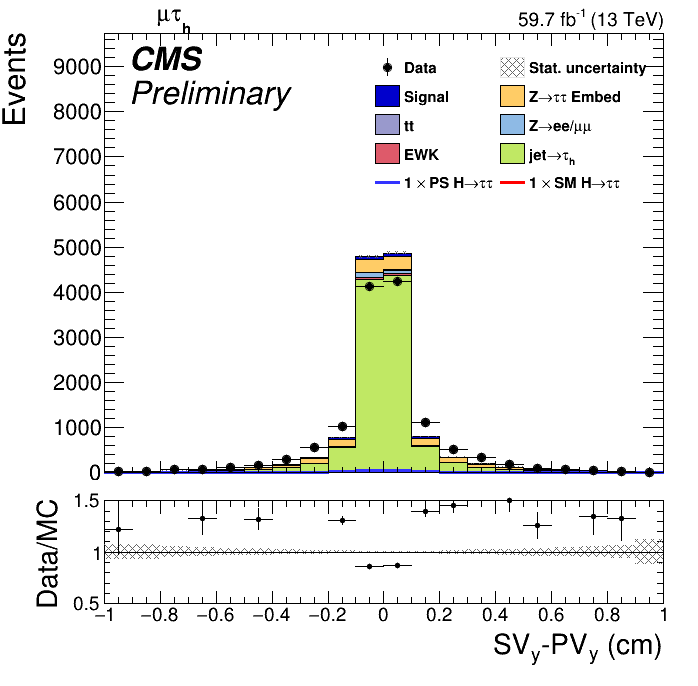 μτh
59.7 fb⁻¹ (13 TeV)
CMS
Preliminary
Events
Data
Stat. uncertainty
Signal
Z→ττ Embed
tt
Z→ee/μμ
EWK
jet→τh
1 × PS H→ττ
1 × SM H→ττ
9000
8000
7000
6000
5000
4000
3000
2000
1000
0
Data/MC
1.5
1
0.5
−1 −0.8 −0.6 −0.4 −0.2 0 0.2 0.4 0.6 0.8 1
SVy-PVy (cm)